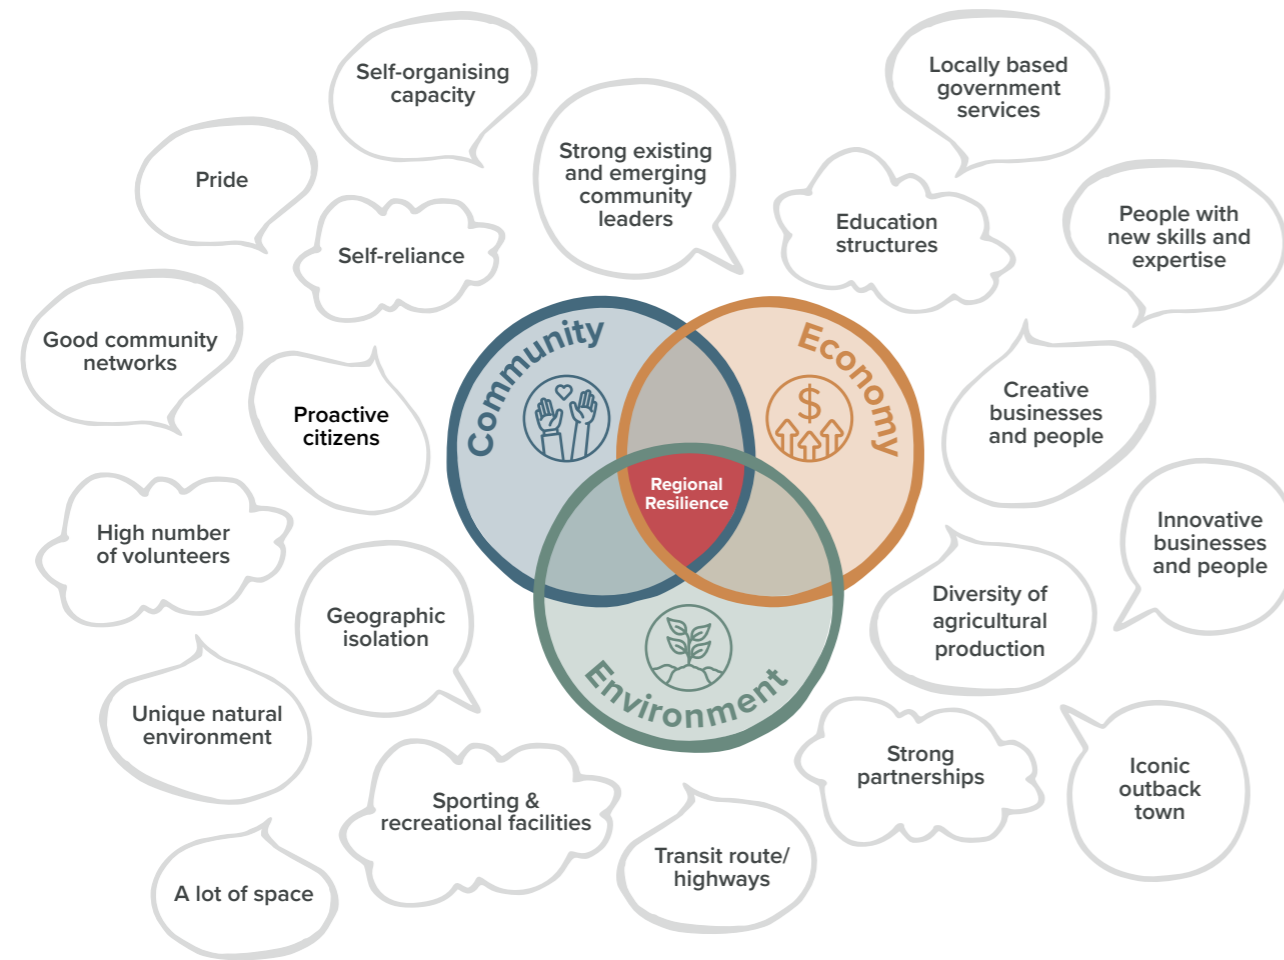 Self-organising
capacity
Locally based
government
services
Pride
Strong existing
and emerging
community
leaders
Self-reliance
Education
structures
People with
new skills and
expertise
Good community
networks
Proactive
citizens
Community
Economy
Creative
businesses
and people
Regional
Resilience
High number
of volunteers
Innovative
businesses
and people
Geographic
isolation
Diversity of
agricultural
production
Environment
Unique natural
environment
Strong
partnerships
Iconic
outback
town
Sporting &
recreational facilities
Transit route/
highways
A lot of space
$